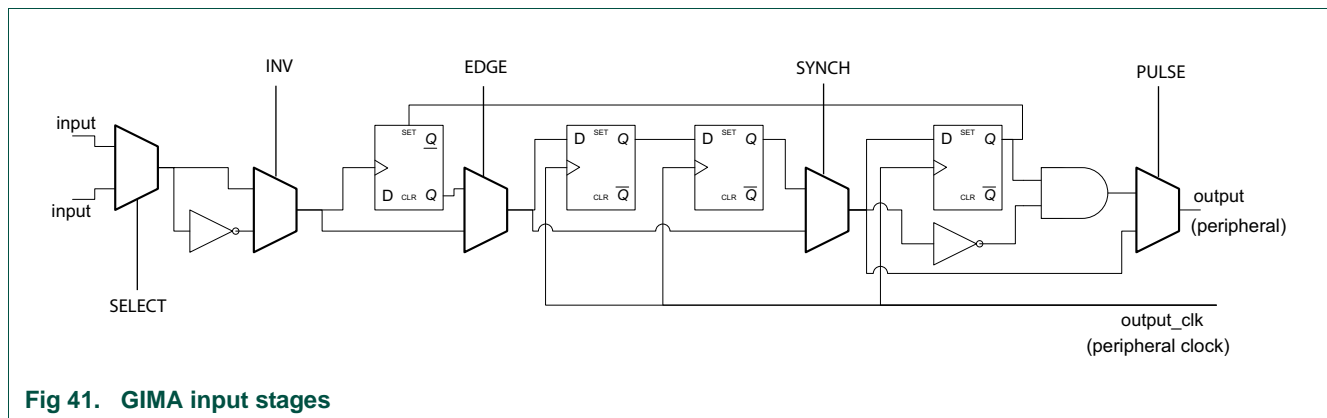 INV
EDGE
SYNCH
PULSE
input
input
SELECT
SET
Q
Q
D
CLR
Q
D
SET
Q
CLR
Q
D
SET
Q
CLR
Q
D
SET
Q
CLR
Q
output
(peripheral)
output_clk
(peripheral clock)
Fig 41. GIMA input stages